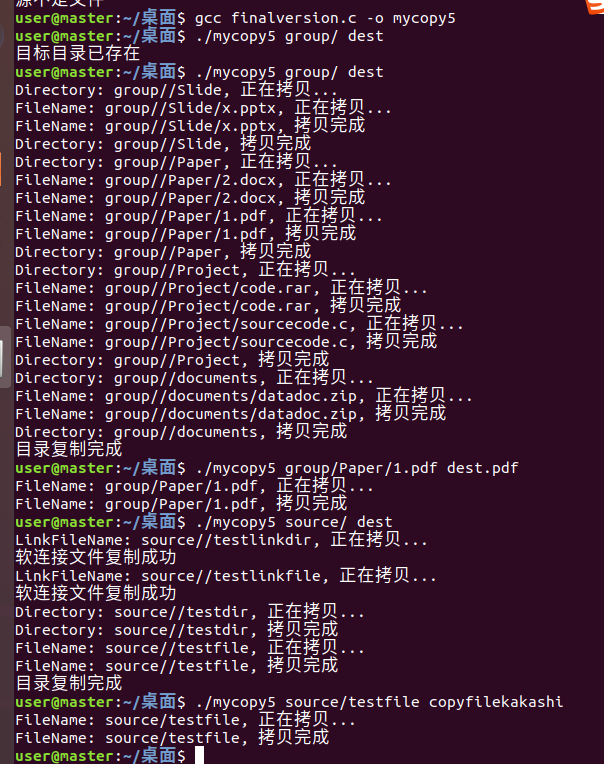 源不是文件
user@master:~/桌面$ gcc finalversion.c -o mycopy5
user@master:~/桌面$ ./mycopy5 group/ dest
目标目录已存在
user@master:~/桌面$ ./mycopy5 group/ dest
Directory: group//Slide, 正在拷贝...
FileName: group//Slide/x.pptx, 正在拷贝...
FileName: group//Slide/x.pptx, 拷贝完成
Directory: group//Slide, 拷贝完成
Directory: group//Paper, 正在拷贝...
FileName: group//Paper/2.docx, 正在拷贝...
FileName: group//Paper/2.docx, 拷贝完成
FileName: group//Paper/1.pdf, 正在拷贝...
FileName: group//Paper/1.pdf, 拷贝完成
Directory: group//Paper, 拷贝完成
Directory: group//Project, 正在拷贝...
FileName: group//Project/code.rar, 正在拷贝...
FileName: group//Project/code.rar, 拷贝完成
FileName: group//Project/sourcecode.c, 正在拷贝...
FileName: group//Project/sourcecode.c, 拷贝完成
Directory: group//Project, 拷贝完成
Directory: group//documents, 正在拷贝...
FileName: group//documents/datadoc.zip, 正在拷贝...
FileName: group//documents/datadoc.zip, 拷贝完成
Directory: group//documents, 拷贝完成
目录复制完成
user@master:~/桌面$ ./mycopy5 group/Paper/1.pdf dest.pdf
FileName: group/Paper/1.pdf, 正在拷贝...
FileName: group/Paper/1.pdf, 拷贝完成
user@master:~/桌面$ ./mycopy5 source/ dest
LinkFileName: source//testlinkdir, 正在拷贝...
软连接文件复制成功
LinkFileName: source//testlinkfile, 正在拷贝...
软连接文件复制成功
Directory: source//testdir, 正在拷贝...
Directory: source//testdir, 拷贝完成
FileName: source//testfile, 正在拷贝...
FileName: source//testfile, 拷贝完成
目录复制完成
user@master:~/桌面$ ./mycopy5 source/testfile copyfilekakashi
FileName: source/testfile, 正在拷贝...
FileName: source/testfile, 拷贝完成
user@master:~/桌面$